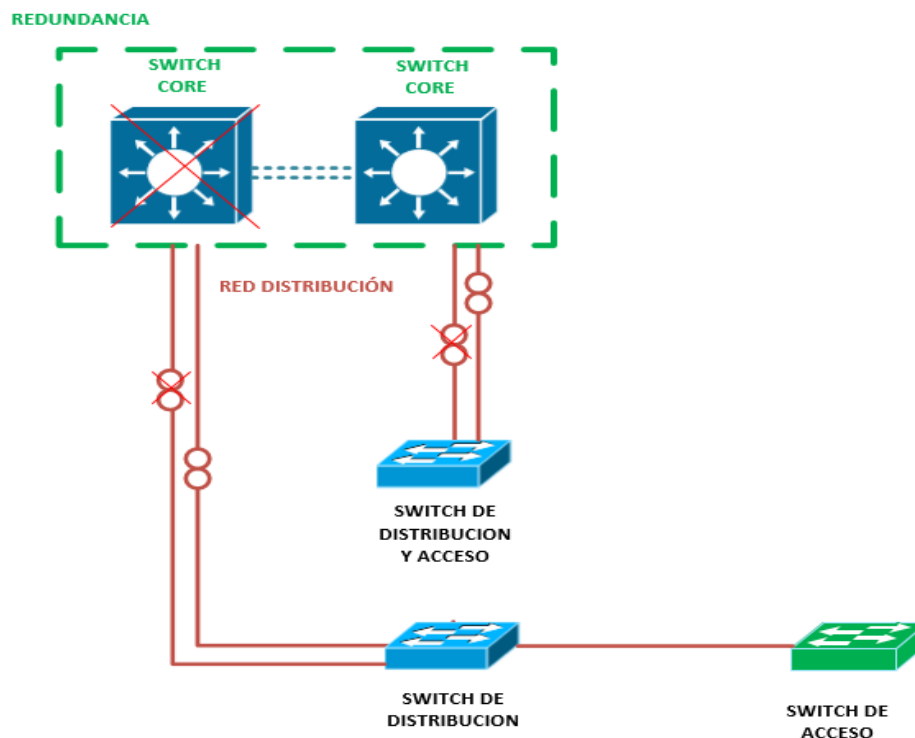 REDUNDANCIA
SWITCH
CORE
SWITCH
CORE
RED DISTRIBUCIÓN
SWITCH DE
DISTRIBUCION
Y ACCESO
SWITCH DE
DISTRIBUCION
SWITCH DE
ACCESO